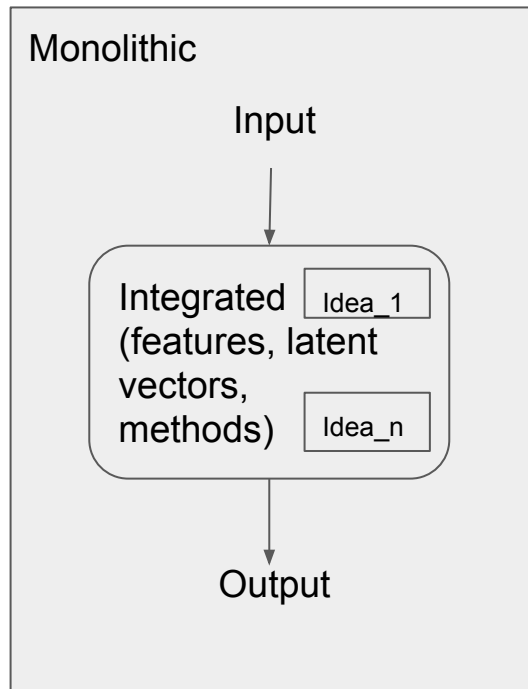 Monolithic
Input
Integrated
(features, latent
vectors,
methods)
Idea_1
Idea_n
Output